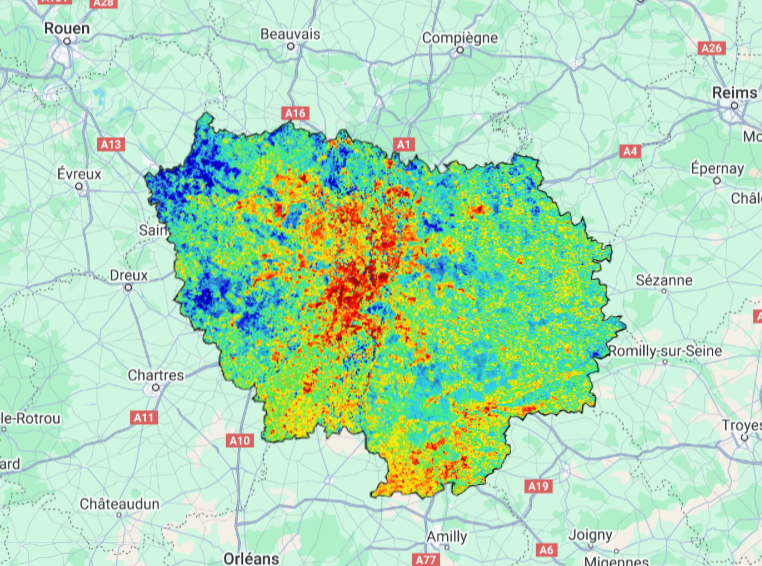 A28
Rouen
Beauvais
Compiègne
A26
Reims
A16
A13
A1
A4
Mo
Évreux
Épernay
Châl
Sain
Dreux
Sézanne
A
Romilly-sur-Seine
Chartres
le-Rotrou
A11
A10
Troyes
ard
A19
Châteaudun
Amilly
Joigny
Orléans
A77
A6
Migennes